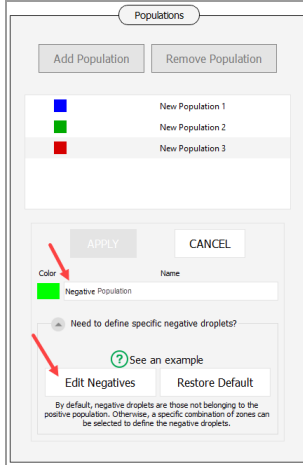 Populations
Add Population Remove Population
New Population 1
New Population 2
New Population 3
APPLY CANCEL
Color Name
Negative Population
Need to define specific negative droplets?
? See an example
Edit Negatives Restore Default
By default, negative droplets are those not belonging to the
positive population. Otherwise, a specific combination of zones can
be selected to define the negative droplets.